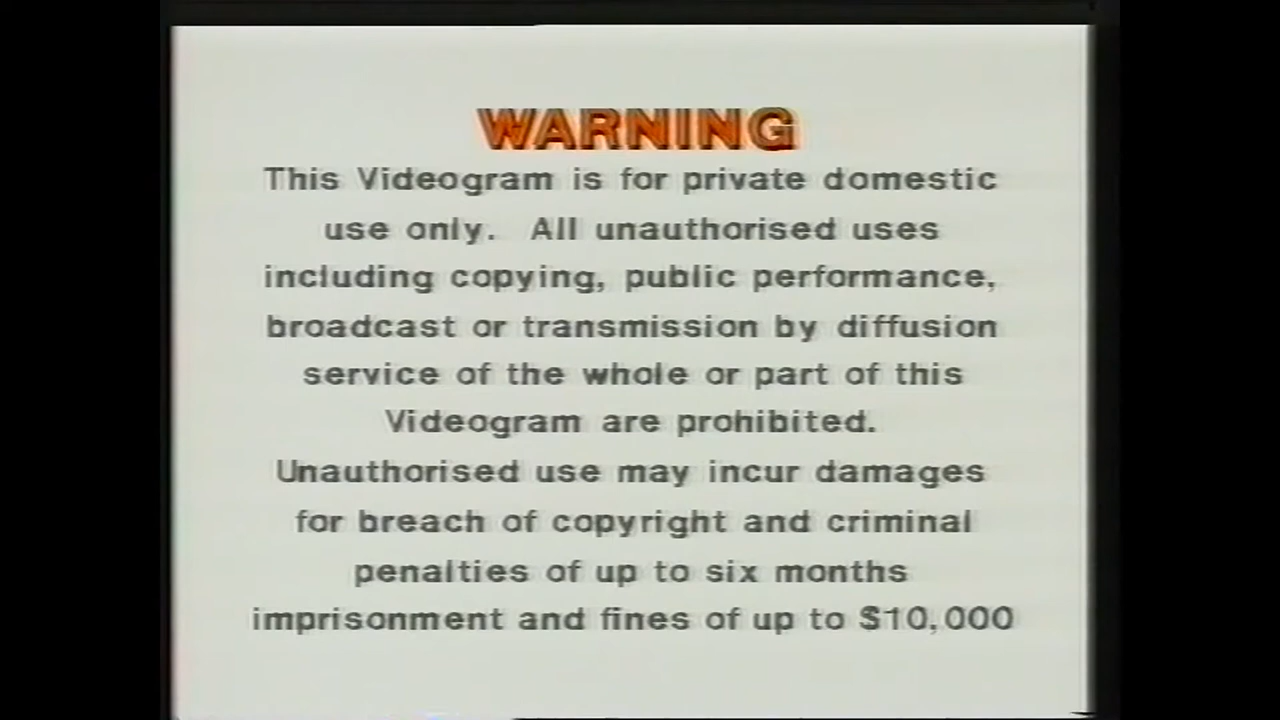 WARNING
This Videogram is for private domestic
use only. All unauthorised uses
including copying, public performance,
broadcast or transmission by diffusion
service of the whole or part of this
Videogram are prohibited.
Unauthorised use may incur damages
for breach of copyright and criminal
penalties of up to six months
imprisonment and fines of up to $10,000